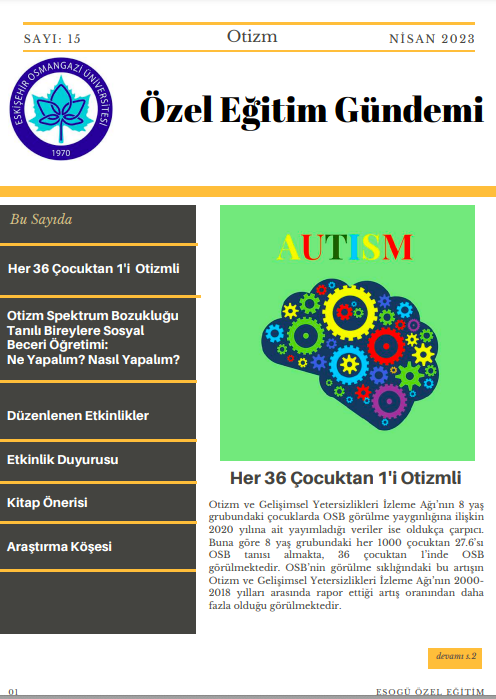 SAYI: 15
Otizm
NİSAN 2023
ESKİŞEHİR OSMANGAZİ ÜNİVERSİTESİ
1970
Özel Eğitim Gündemi
Bu Sayıda
Her 36 Çocuktan 1'i Otizmli
Otizm Spektrum Bozukluğu
Tanılı Bireylere Sosyal
Beceri Öğretimi:
Ne Yapalım? Nasıl Yapalım?
Düzenlenen Etkinlikler
Etkinlik Duyurusu
Kitap Önerisi
Araştırma Köşesi
AUTISM
Her 36 Çocuktan 1'i Otizmli
Otizm ve Gelişimsel Yetersizlikleri İzleme Ağı’nın 8 yaş
grubundaki çocuklarda OSB görülme yaygınlığına ilişkin
2020 yılına ait yayımladığı veriler ise oldukça çarpıcı.
Buna göre 8 yaş grubundaki her 1000 çocuktan 27.6’sı
OSB tanısı almakta, 36 çocuktan 1’inde OSB
görülmektedir. OSB’nin görülme sıklığındaki bu artışın
Otizm ve Gelişimsel Yetersizlikleri İzleme Ağı’nın 2000-
2018 yılları arasında rapor ettiği artış oranından daha
fazla olduğu görülmektedir.
devamı s.2
01
ESOGÜ ÖZEL EĞİTİM